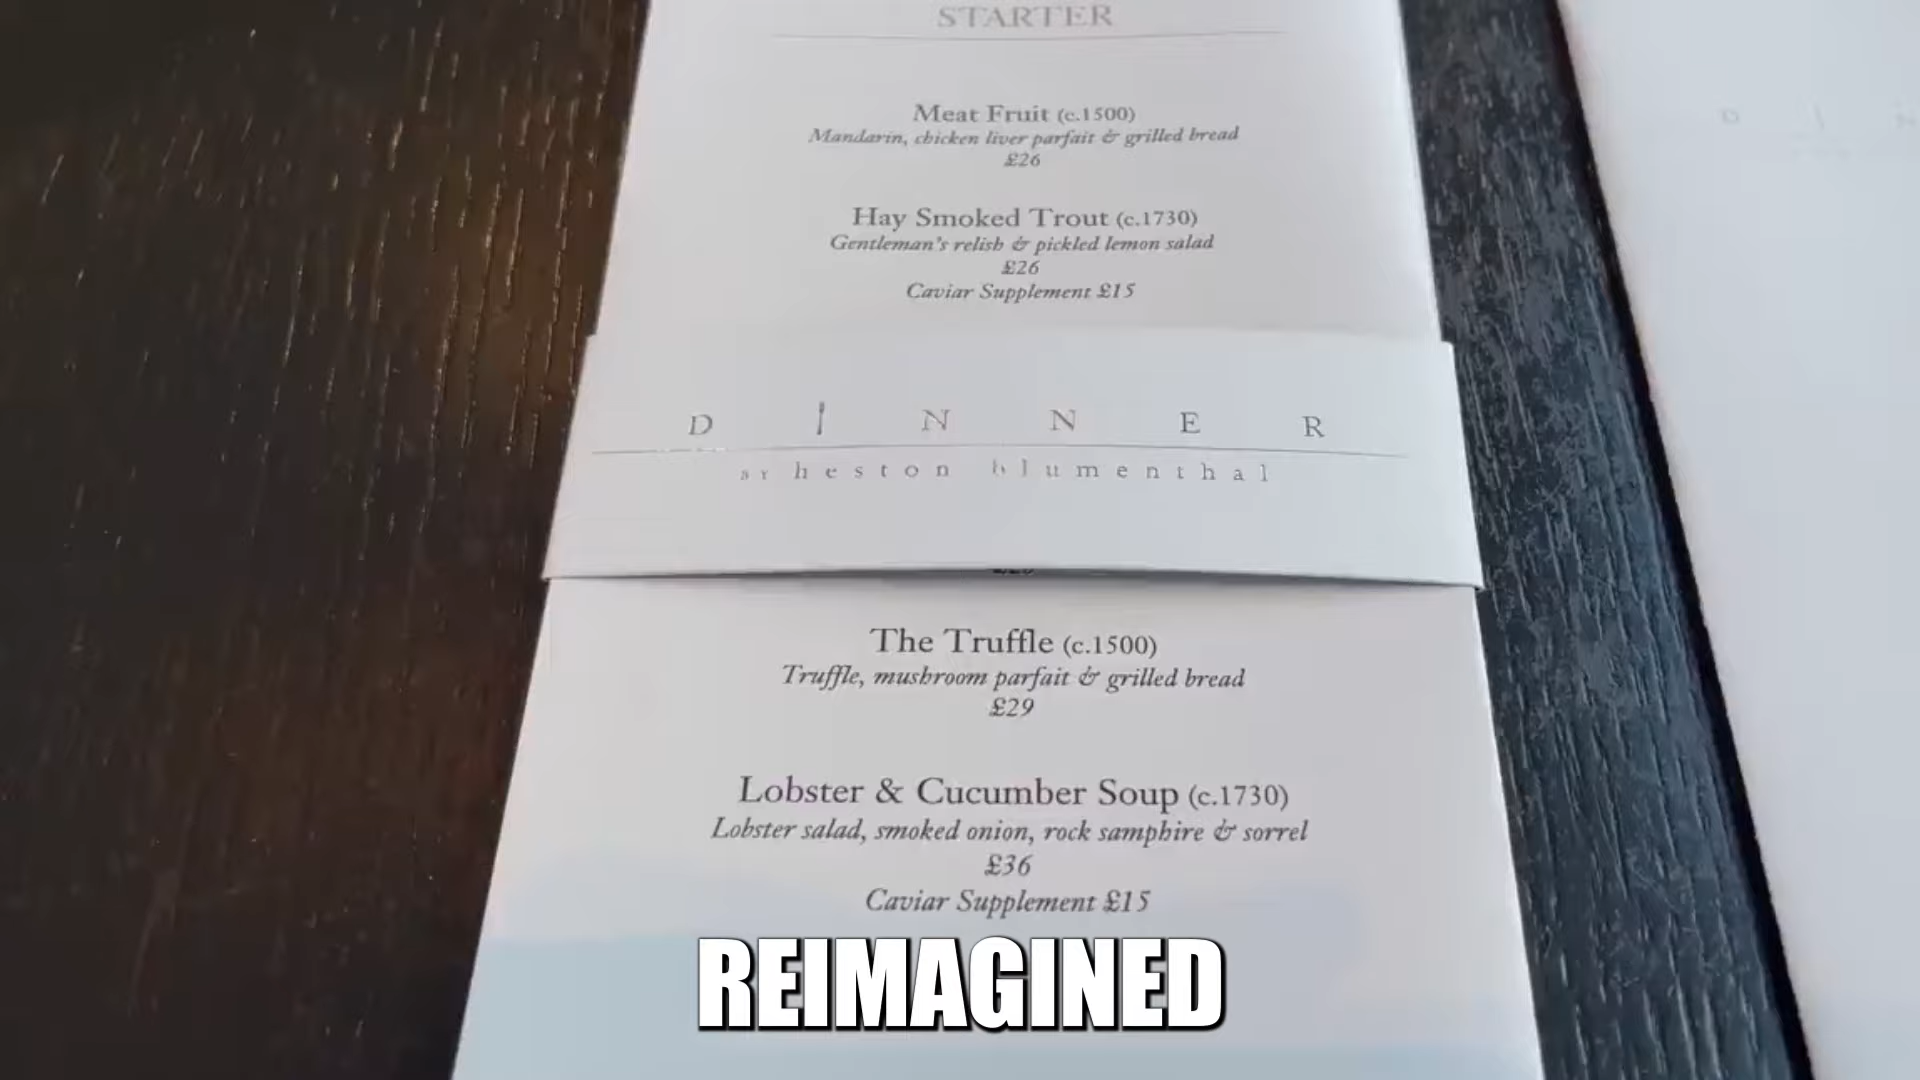 STARTER
Meat Fruit (c.1500)
Mandarin, chicken liver parfait & grilled bread
£26
Hay Smoked Trout (c.1730)
Gentleman's relish & pickled lemon salad
£26
Caviar Supplement £15
DINNER
by heston blumenthal
The Truffle (c.1500)
Truffle, mushroom parfait & grilled bread
£29
Lobster & Cucumber Soup (c.1730)
Lobster salad, smoked onion, rock samphire & sorrel
£36
Caviar Supplement £15
REIMAGINED